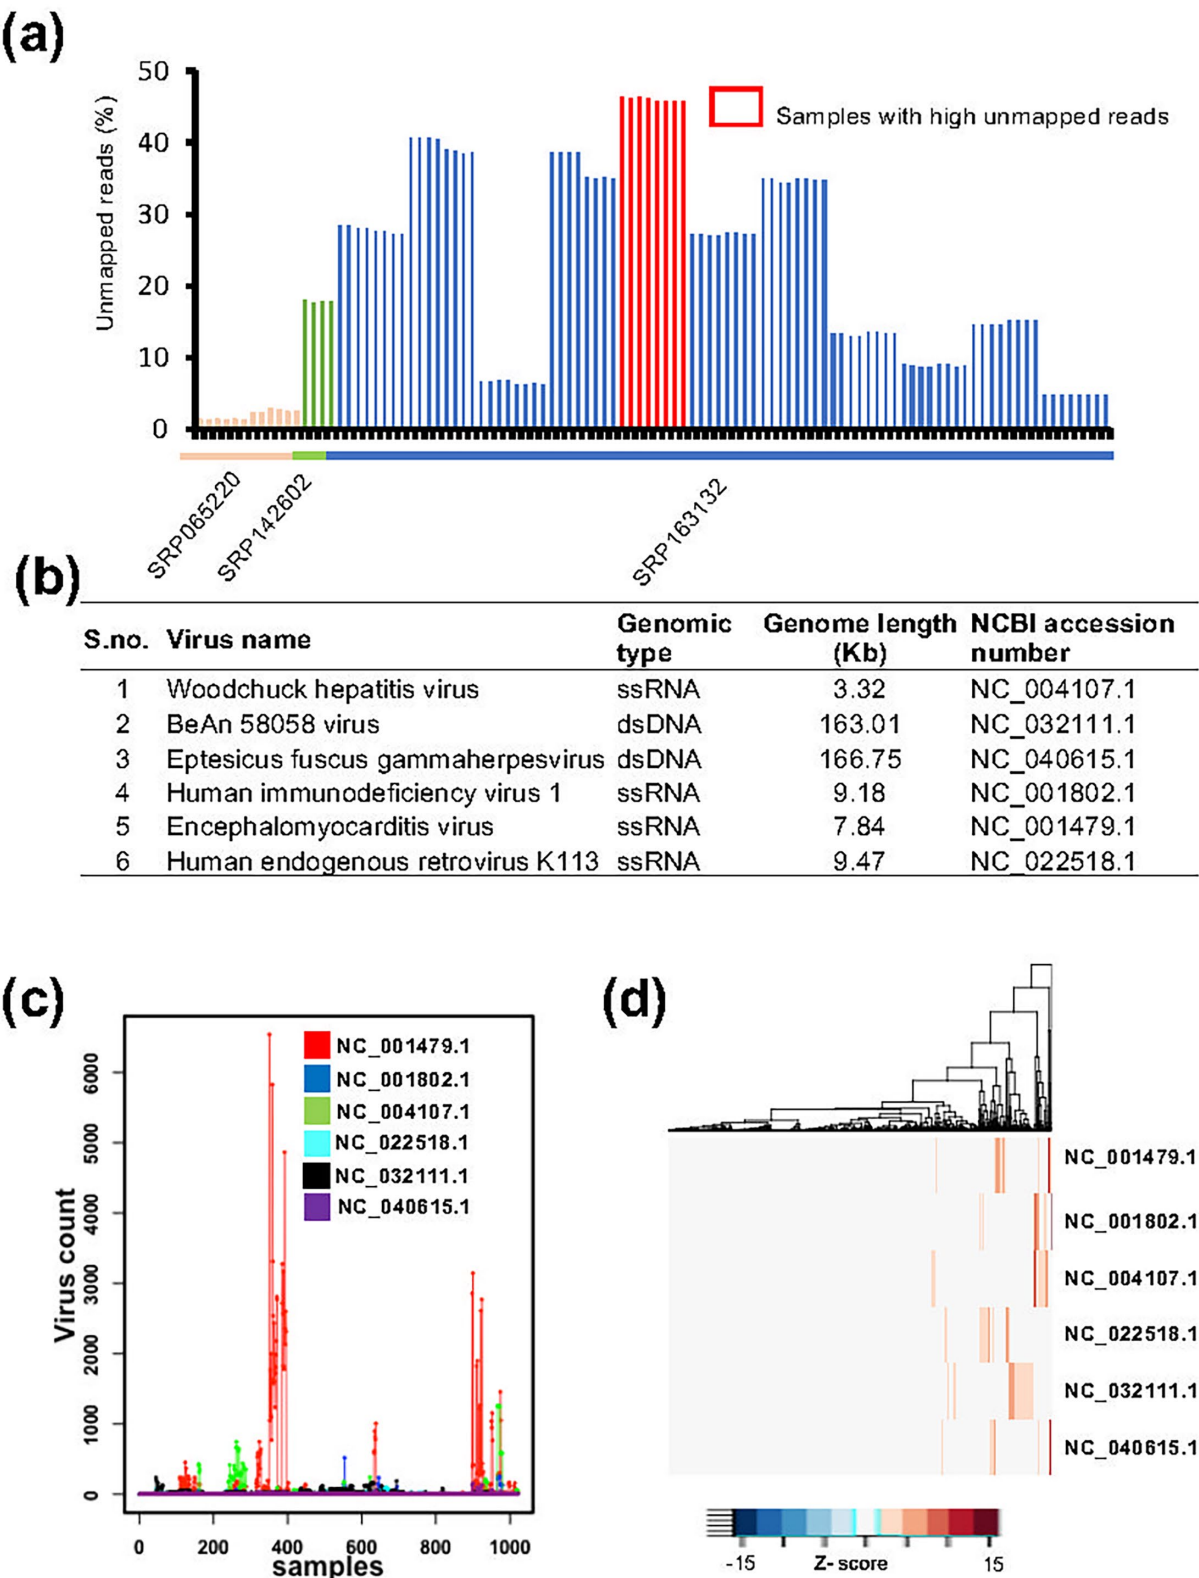 (a)
50
40
30
20
10
0
Unmapped reads (%)
Samples with high unmapped reads
SRP065220
SRP142602
SRP163132
(b)
S.no. Virus name Genomic type Genome length (Kb) NCBI accession number
1 Woodchuck hepatitis virus ssRNA 3.32 NC_004107.1
2 BeAn 58058 virus dsDNA 163.01 NC_032111.1
3 Eptesicus fuscus gammaherpesvirus dsDNA 166.75 NC_040615.1
4 Human immunodeficiency virus 1 ssRNA 9.18 NC_001802.1
5 Encephalomyocarditis virus ssRNA 7.84 NC_001479.1
6 Human endogenous retrovirus K113 ssRNA 9.47 NC_022518.1
(c)
Virus count
6000
5000
4000
3000
2000
1000
0
NC_001479.1
NC_001802.1
NC_004107.1
NC_022518.1
NC_032111.1
NC_040615.1
0 200 400 600 800 1000
samples
(d)
NC_001479.1
NC_001802.1
NC_004107.1
NC_022518.1
NC_032111.1
NC_040615.1
-15 Z- score 15